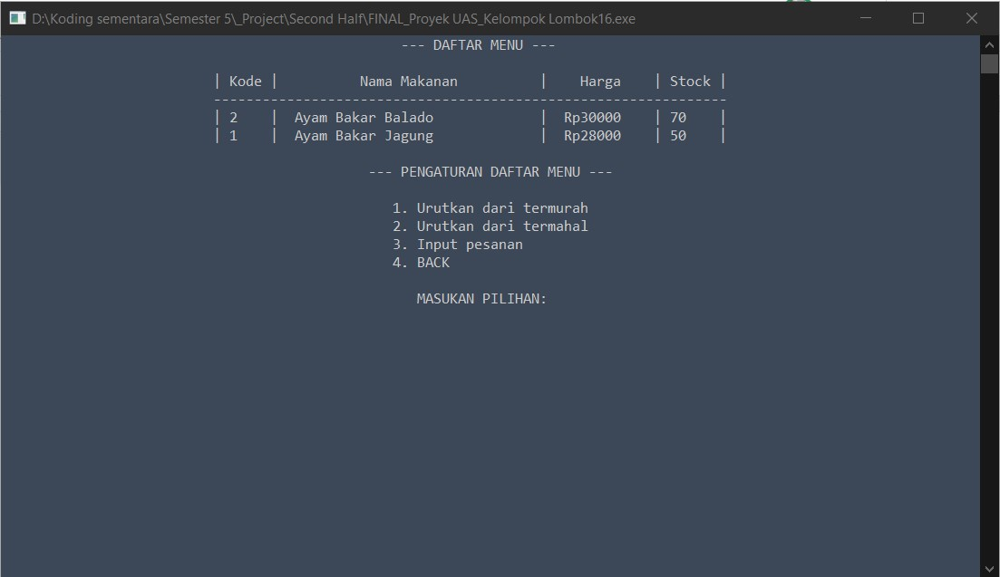 D:\Koding sementara\Semester 5\_Project\Second Half\FINAL_Proyek UAS_Kelompok Lombok16.exe
--- DAFTAR MENU ---
| Kode | Nama Makanan | Harga | Stock |
---------------------------------------------------------------
| 2 | Ayam Bakar Balado | Rp30000 | 70 |
| 1 | Ayam Bakar Jagung | Rp28000 | 50 |
--- PENGATURAN DAFTAR MENU ---
1. Urutkan dari termurah
2. Urutkan dari termahal
3. Input pesanan
4. BACK
MASUKAN PILIHAN: